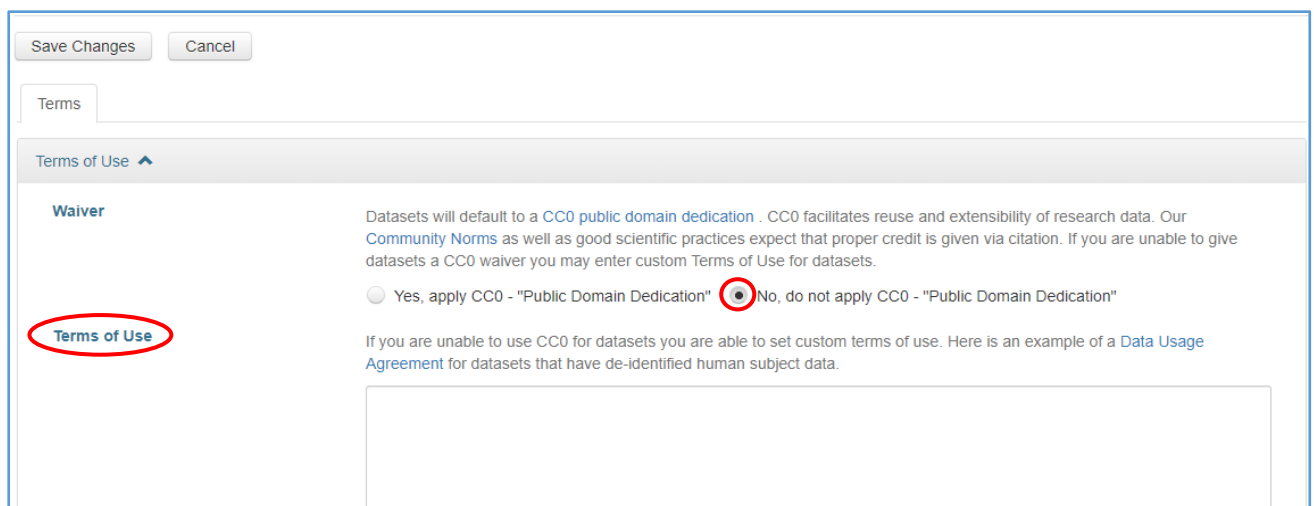 Save Changes Cancel
Terms
Terms of Use
Waiver
Datasets will default to a CC0 public domain dedication . CC0 facilitates reuse and extensibility of research data. Our
Community Norms as well as good scientific practices expect that proper credit is given via citation. If you are unable to give
datasets a CC0 waiver you may enter custom Terms of Use for datasets.
Yes, apply CC0 - "Public Domain Dedication" No, do not apply CC0 - "Public Domain Dedication"
Terms of Use
If you are unable to use CC0 for datasets you are able to set custom terms of use. Here is an example of a Data Usage
Agreement for datasets that have de-identified human subject data.